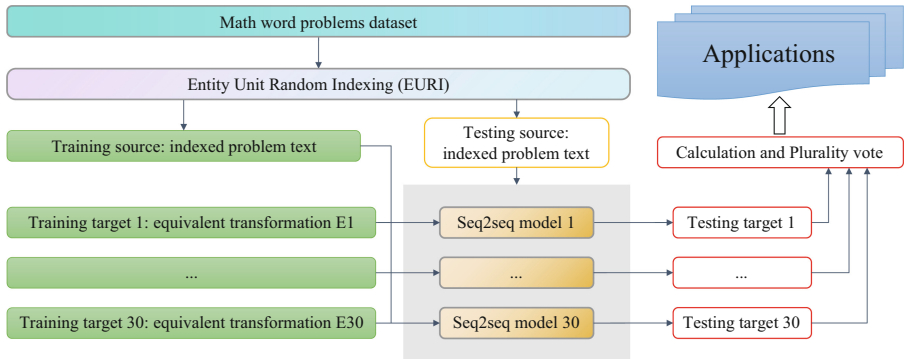 Math word problems dataset
Applications
Entity Unit Random Indexing (EURI)
Training source: indexed problem text
Testing source:
indexed problem text
Calculation and Plurality vote
Training target 1: equivalent transformation E1
Seq2seq model 1
Testing target 1
...
...
...
Training target 30: equivalent transformation E30
Seq2seq model 30
Testing target 30